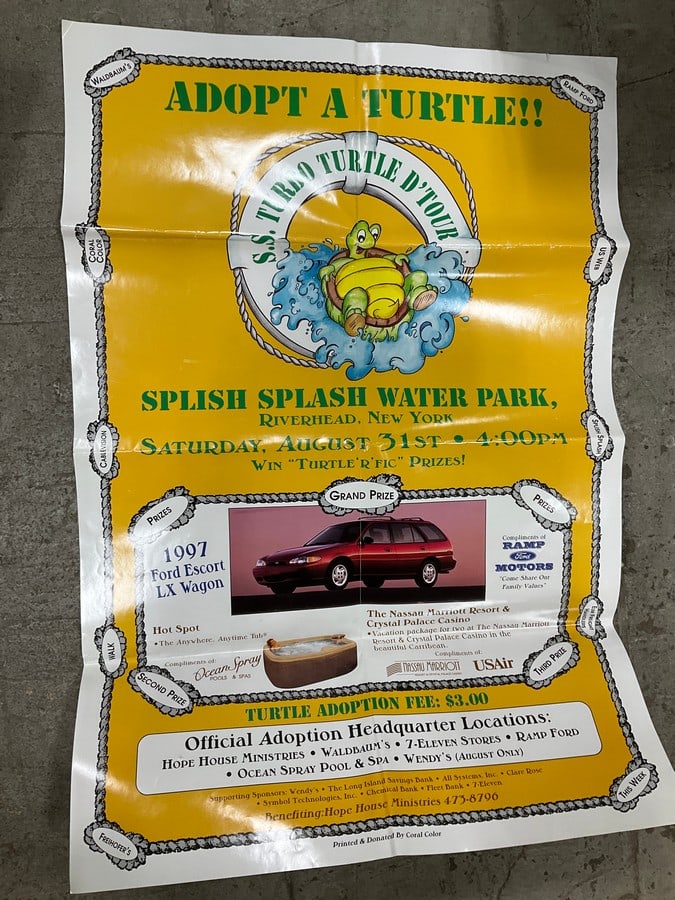 WALDBAUM'S
RAMP FORD
ADOPT A TURTLE!!
S.S. TURBO TURTLE D'TOUR
CORAL COLOR
US WEB
SPLISH SPLASH WATER PARK,
RIVERHEAD, NEW YORK
SATURDAY, AUGUST 31ST • 4:00PM
WIN "TURTLE'R'FIC" PRIZES!
CABLEVISION
SPLISH SPLASH
GRAND PRIZE
PRIZES
PRIZES
1997
Ford Escort
LX Wagon
Compliments of
RAMP
Ford
MOTORS
"Come Share Our
Family Values"
Hot Spot
• The Anywhere, Anytime Tub®
Compliments of:
Ocean Spray
POOLS & SPAS
The Nassau Marriott Resort &
Crystal Palace Casino
• Vacation package for two at The Nassau Marriott
Resort & Crystal Palace Casino in the
beautiful Carribean.
Compliments of:
NASSAU MARRIOTT
RESORT & CRYSTAL PALACE CASINO
USAir
WALK
SECOND PRIZE
THIRD PRIZE
TURTLE ADOPTION FEE: $3.00
Official Adoption Headquarter Locations:
HOPE HOUSE MINISTRIES • WALDBAUM'S • 7-ELEVEN STORES • RAMP FORD
• OCEAN SPRAY POOL & SPA • WENDY'S (AUGUST ONLY)
Supporting Sponsors: Wendy's • The Long Island Savings Bank • All Systems, Inc. • Clare Rose
• Symbol Technologies, Inc. • Chemical Bank • Fleet Bank • 7-Eleven
Benefiting:Hope House Ministries 473-8796
FREIHOFER'S
THIS WEEK
Printed & Donated By Coral Color